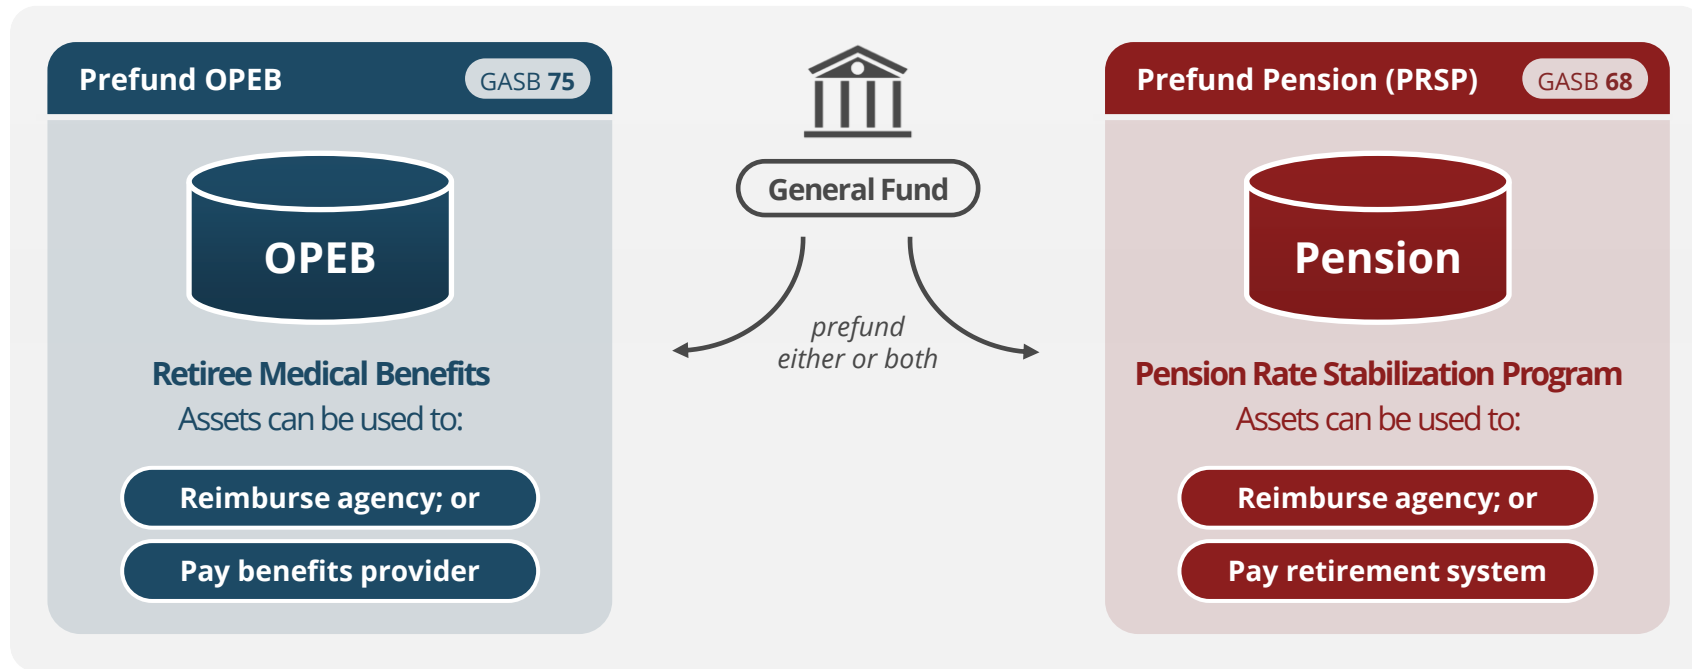 Prefund OPEB
GASB 75
OPEB
Retiree Medical Benefits
Assets can be used to:
Reimburse agency; or
Pay benefits provider
General Fund
prefund
either or both
Prefund Pension (PRSP)
GASB 68
Pension
Pension Rate Stabilization Program
Assets can be used to:
Reimburse agency; or
Pay retirement system